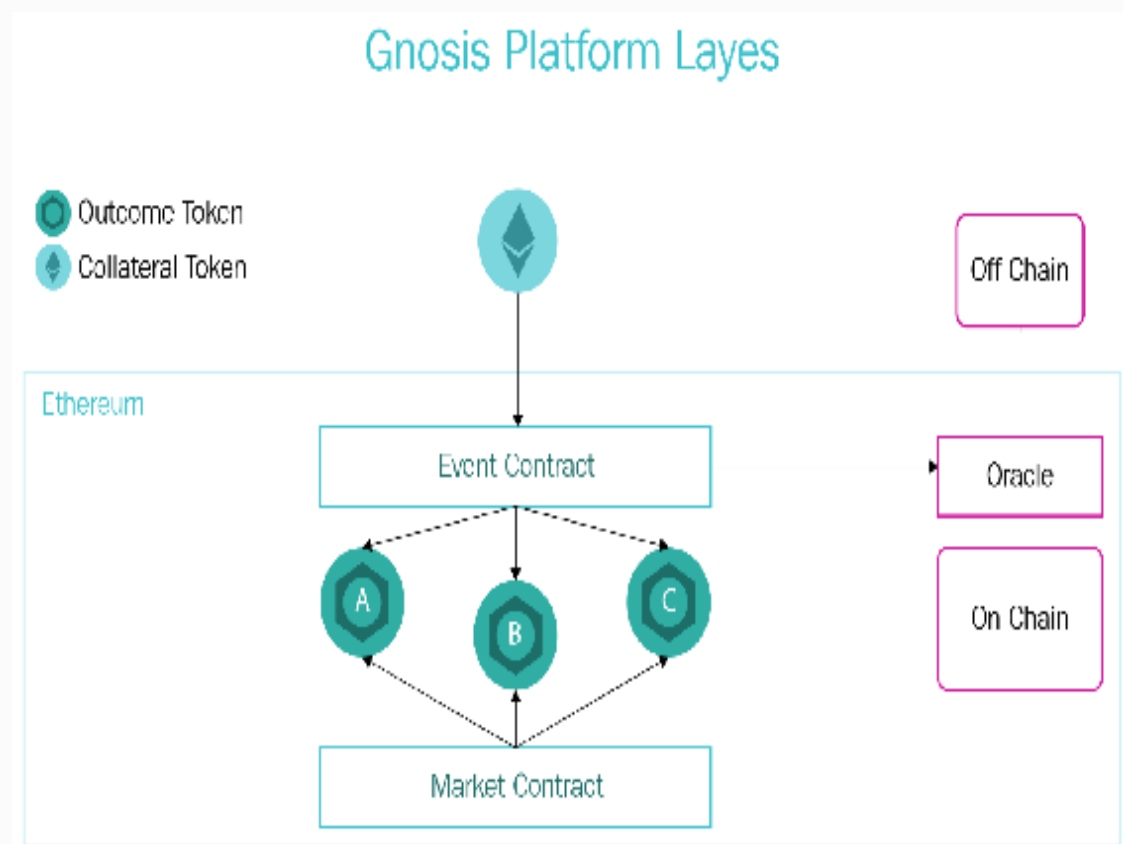 Gnosis Platform Layes
Outcome Token
Collateral Token
Off Chain
Ethereum
Event Contract
Oracle
A
B
C
On Chain
Market Contract